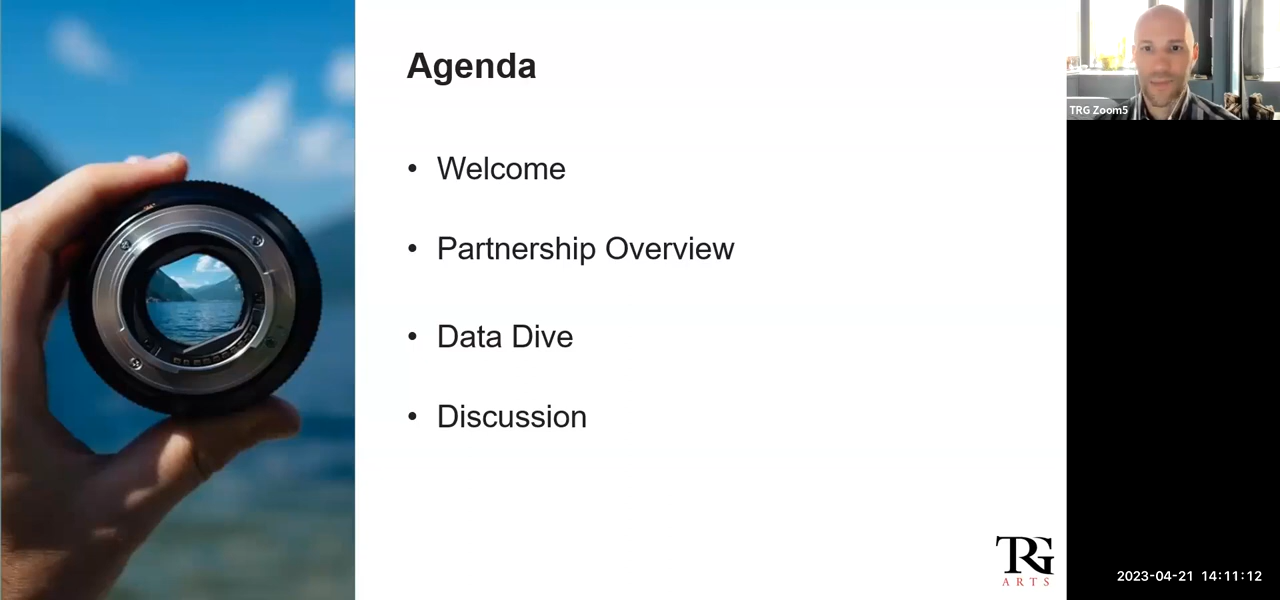 Agenda
• Welcome
• Partnership Overview
• Data Dive
• Discussion
TRG
ARTS
TRG Zoom5
2023-04-21 14:11:12